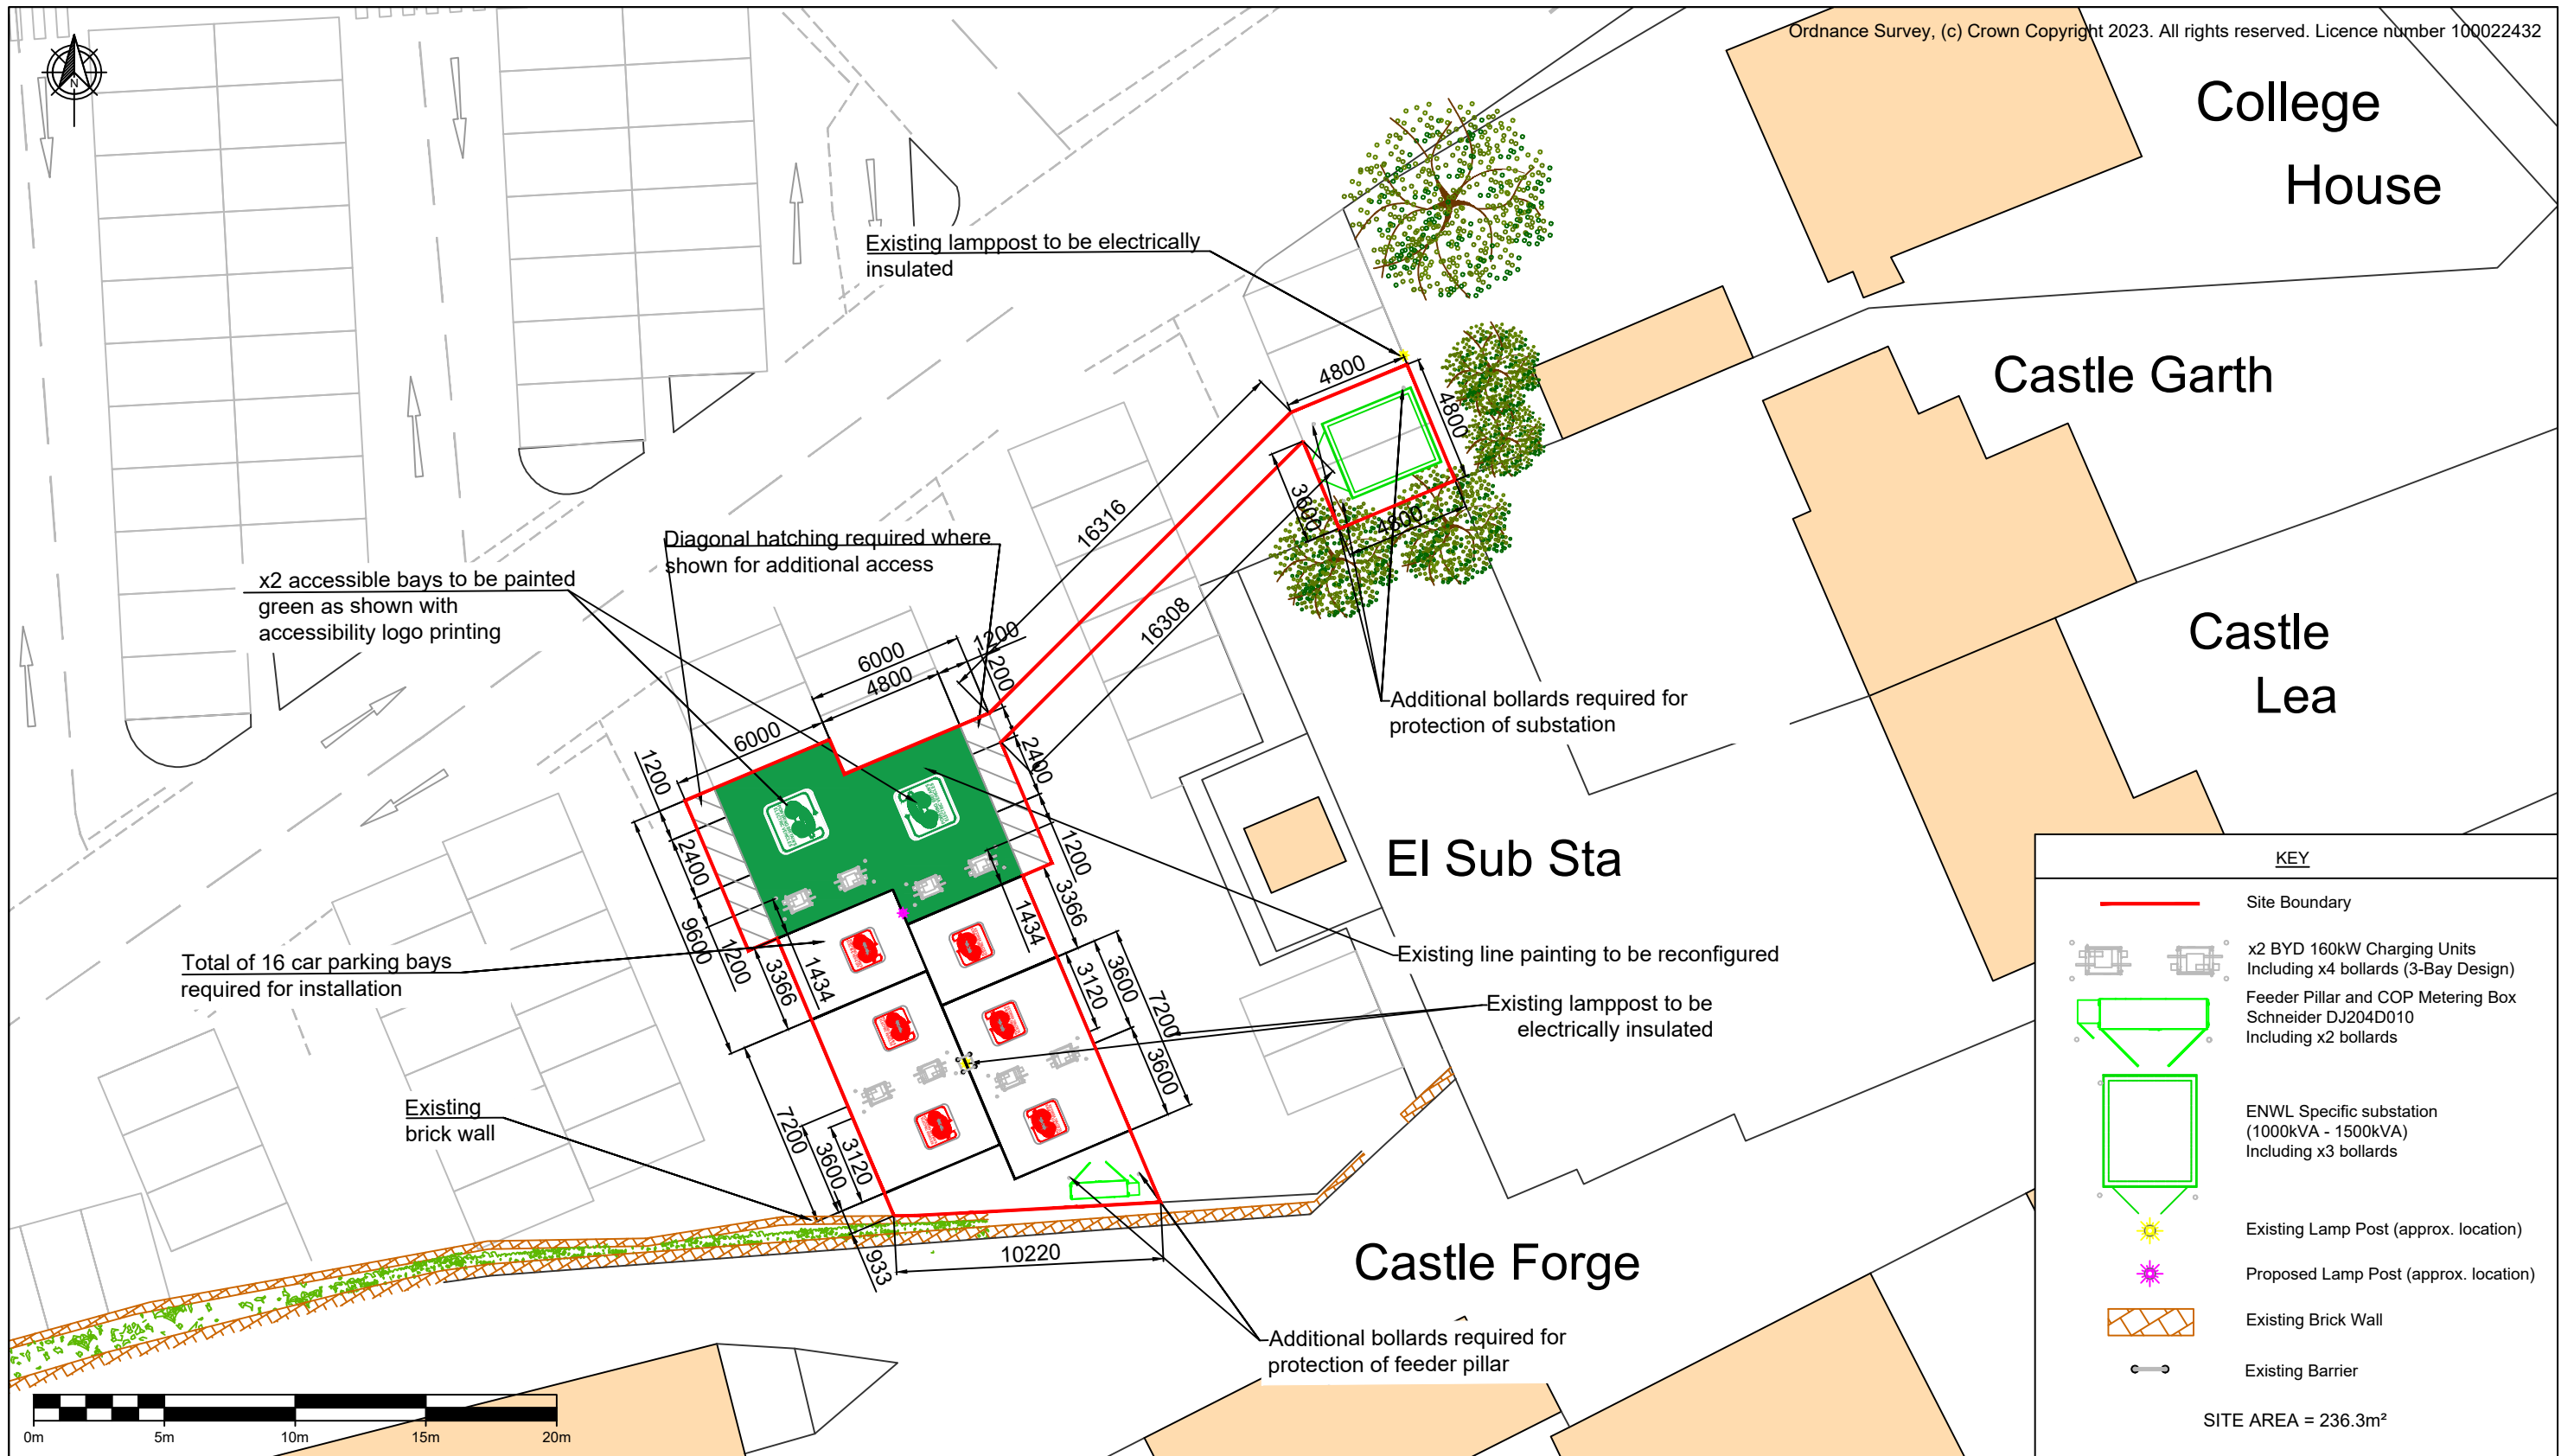 Ordnance Survey, (c) Crown Copyright 2023. All rights reserved. Licence number 100022432
N
College
House
Castle Garth
Castle
Lea
El Sub Sta
Castle Forge
Existing lamppost to be electrically
insulated
4800
4800
3600
4800
16316
16308
Diagonal hatching required where
shown for additional access
x2 accessible bays to be painted
green as shown with
accessibility logo printing
Additional bollards required for
protection of substation
6000
4800
1200
1200
6000
1200
2400
2400
1200
9600
1200
3366
1434
3366
1434
Total of 16 car parking bays
required for installation
Existing line painting to be reconfigured
Existing lamppost to be
electrically insulated
3600
3120
7200
3600
Existing
brick wall
7200
3600
3120
933
10220
Additional bollards required for
protection of feeder pillar
0m
5m
10m
15m
20m
KEY
Site Boundary
x2 BYD 160kW Charging Units
Including x4 bollards (3-Bay Design)
Feeder Pillar and COP Metering Box
Schneider DJ204D010
Including x2 bollards
ENWL Specific substation
(1000kVA - 1500kVA)
Including x3 bollards
Existing Lamp Post (approx. location)
Proposed Lamp Post (approx. location)
Existing Brick Wall
Existing Barrier
SITE AREA = 236.3m²